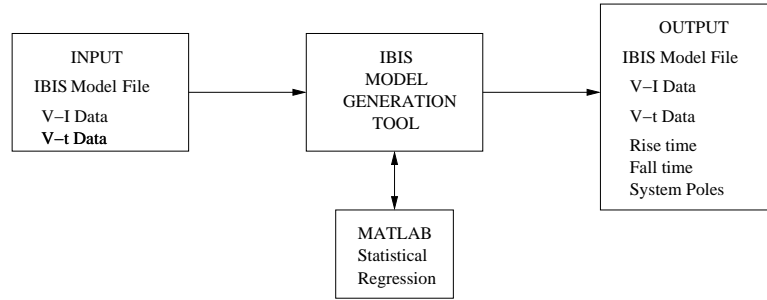 INPUT
IBIS Model File
V−I Data
V−t Data
IBIS
MODEL
GENERATION
TOOL
MATLAB
Statistical
Regression
OUTPUT
IBIS Model File
V−I Data
V−t Data
Rise time
Fall time
System Poles